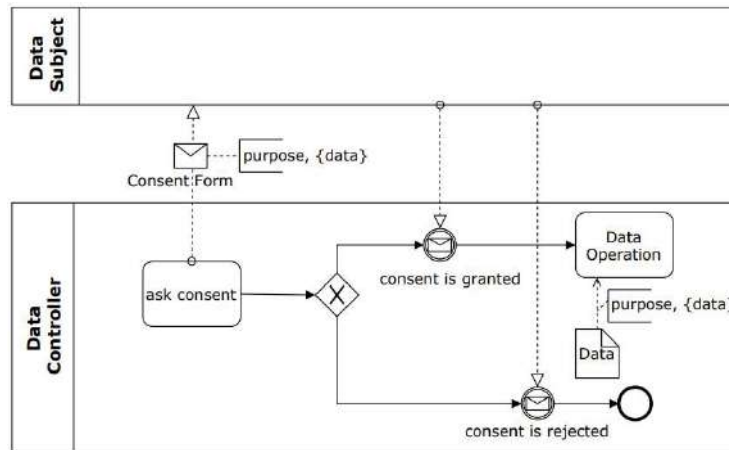 Data
Subject
purpose, {data}
Consent Form
Data
Controller
ask consent
X
consent is granted
Data
Operation
purpose, {data}
Data
consent is rejected